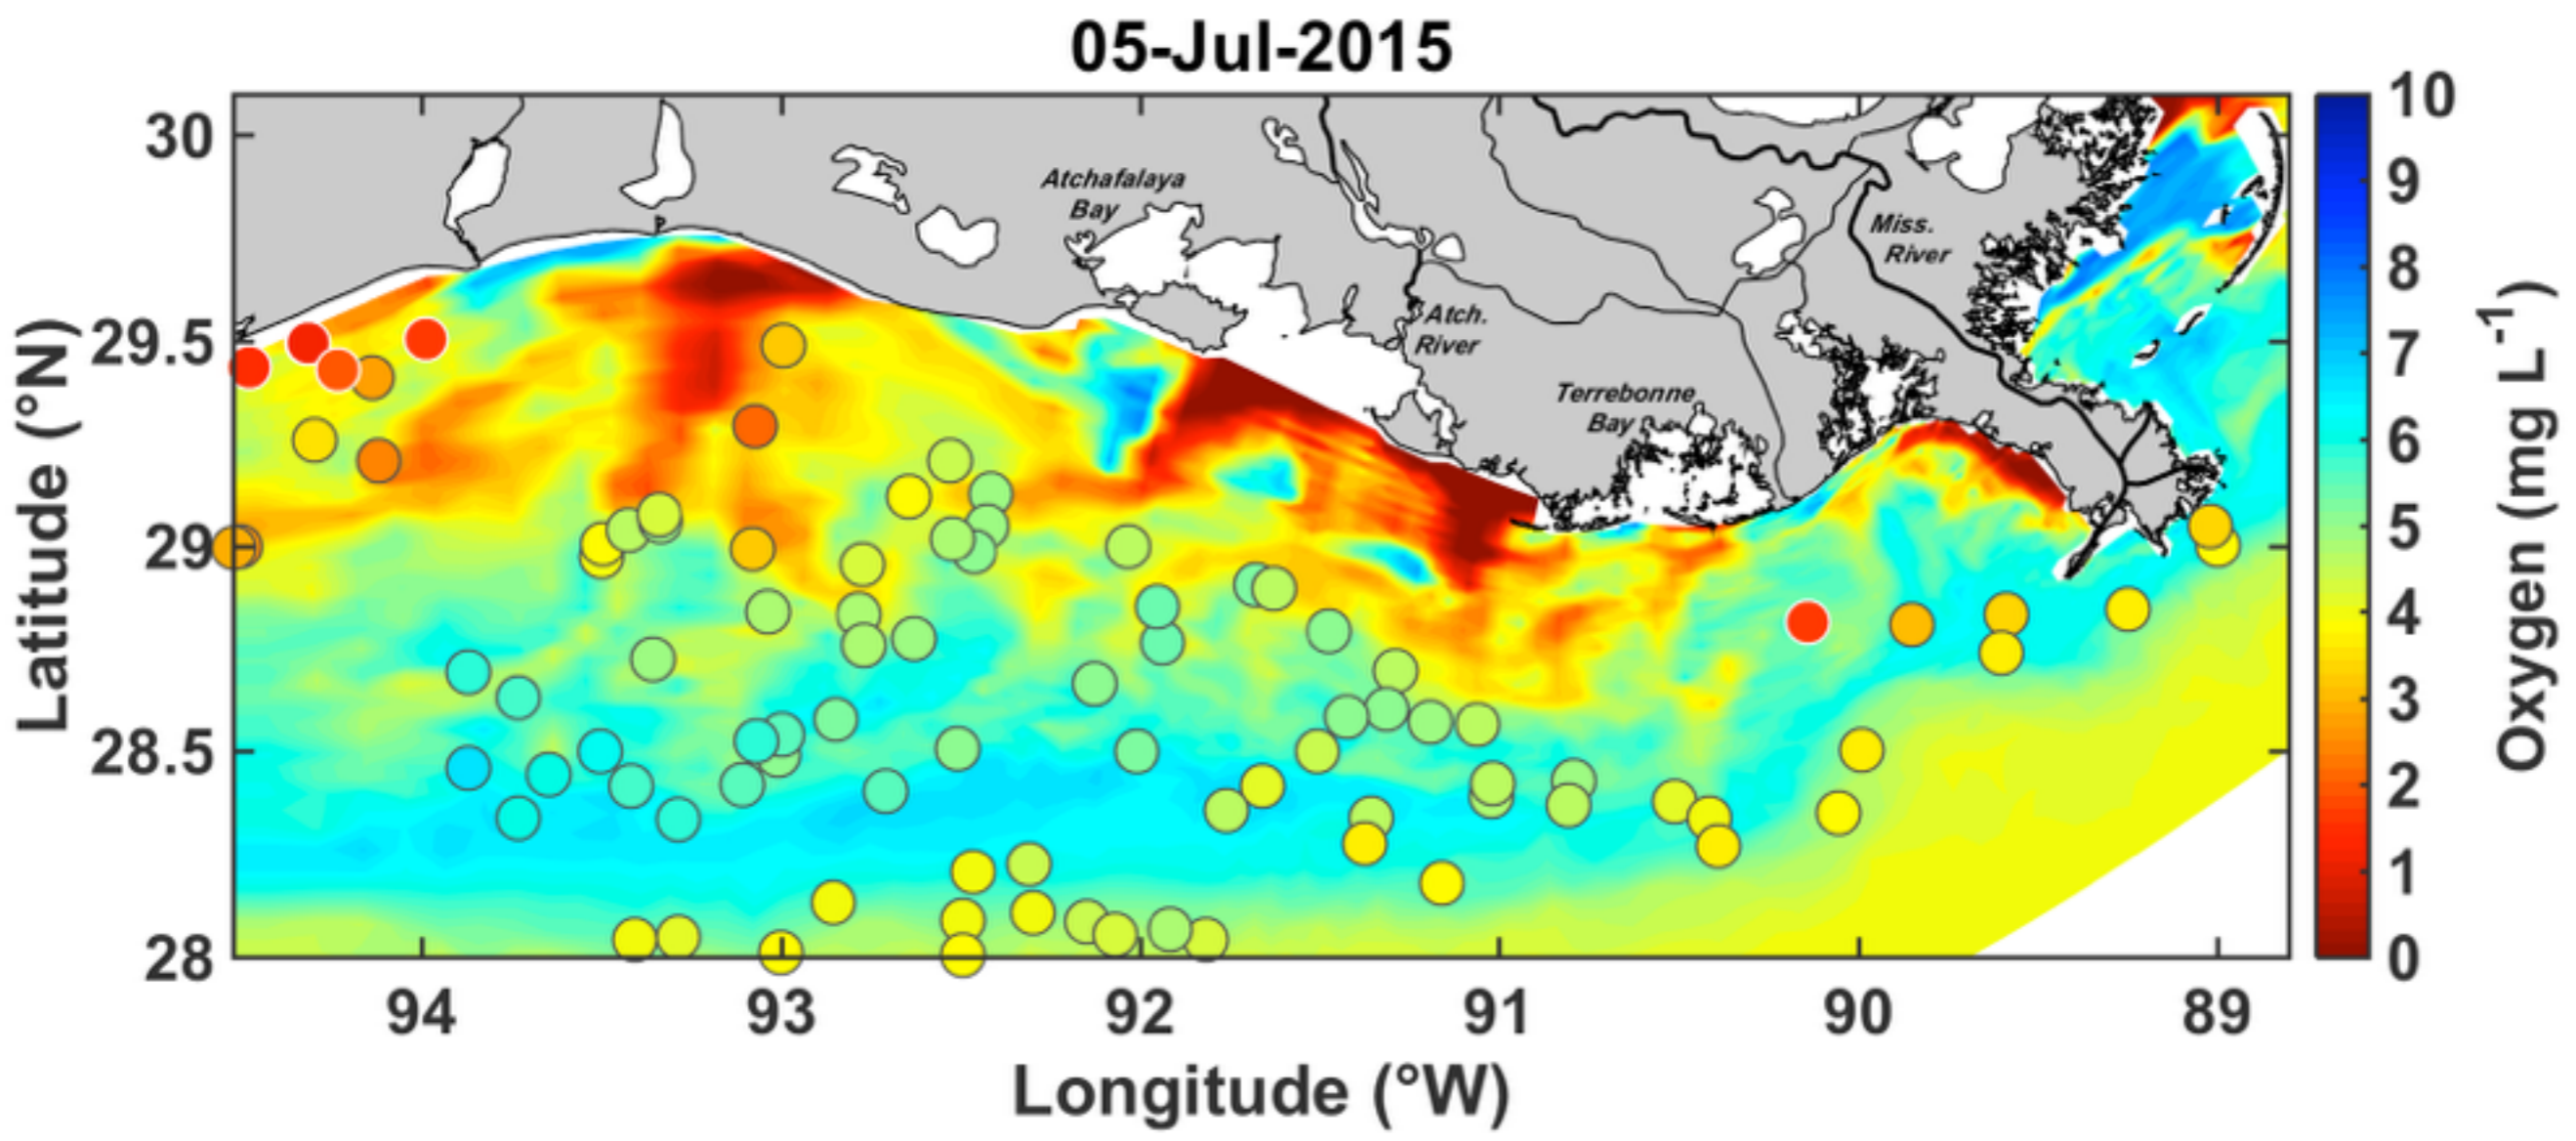 05-Jul-2015
Latitude (°N)
30
29.5
29
28.5
28
Atchafalaya
Bay
Atch.
River
Terrebonne
Bay
Miss.
River
94
93
92
91
90
89
Longitude (°W)
10
9
8
7
6
5
4
3
2
1
0
Oxygen (mg L-1)